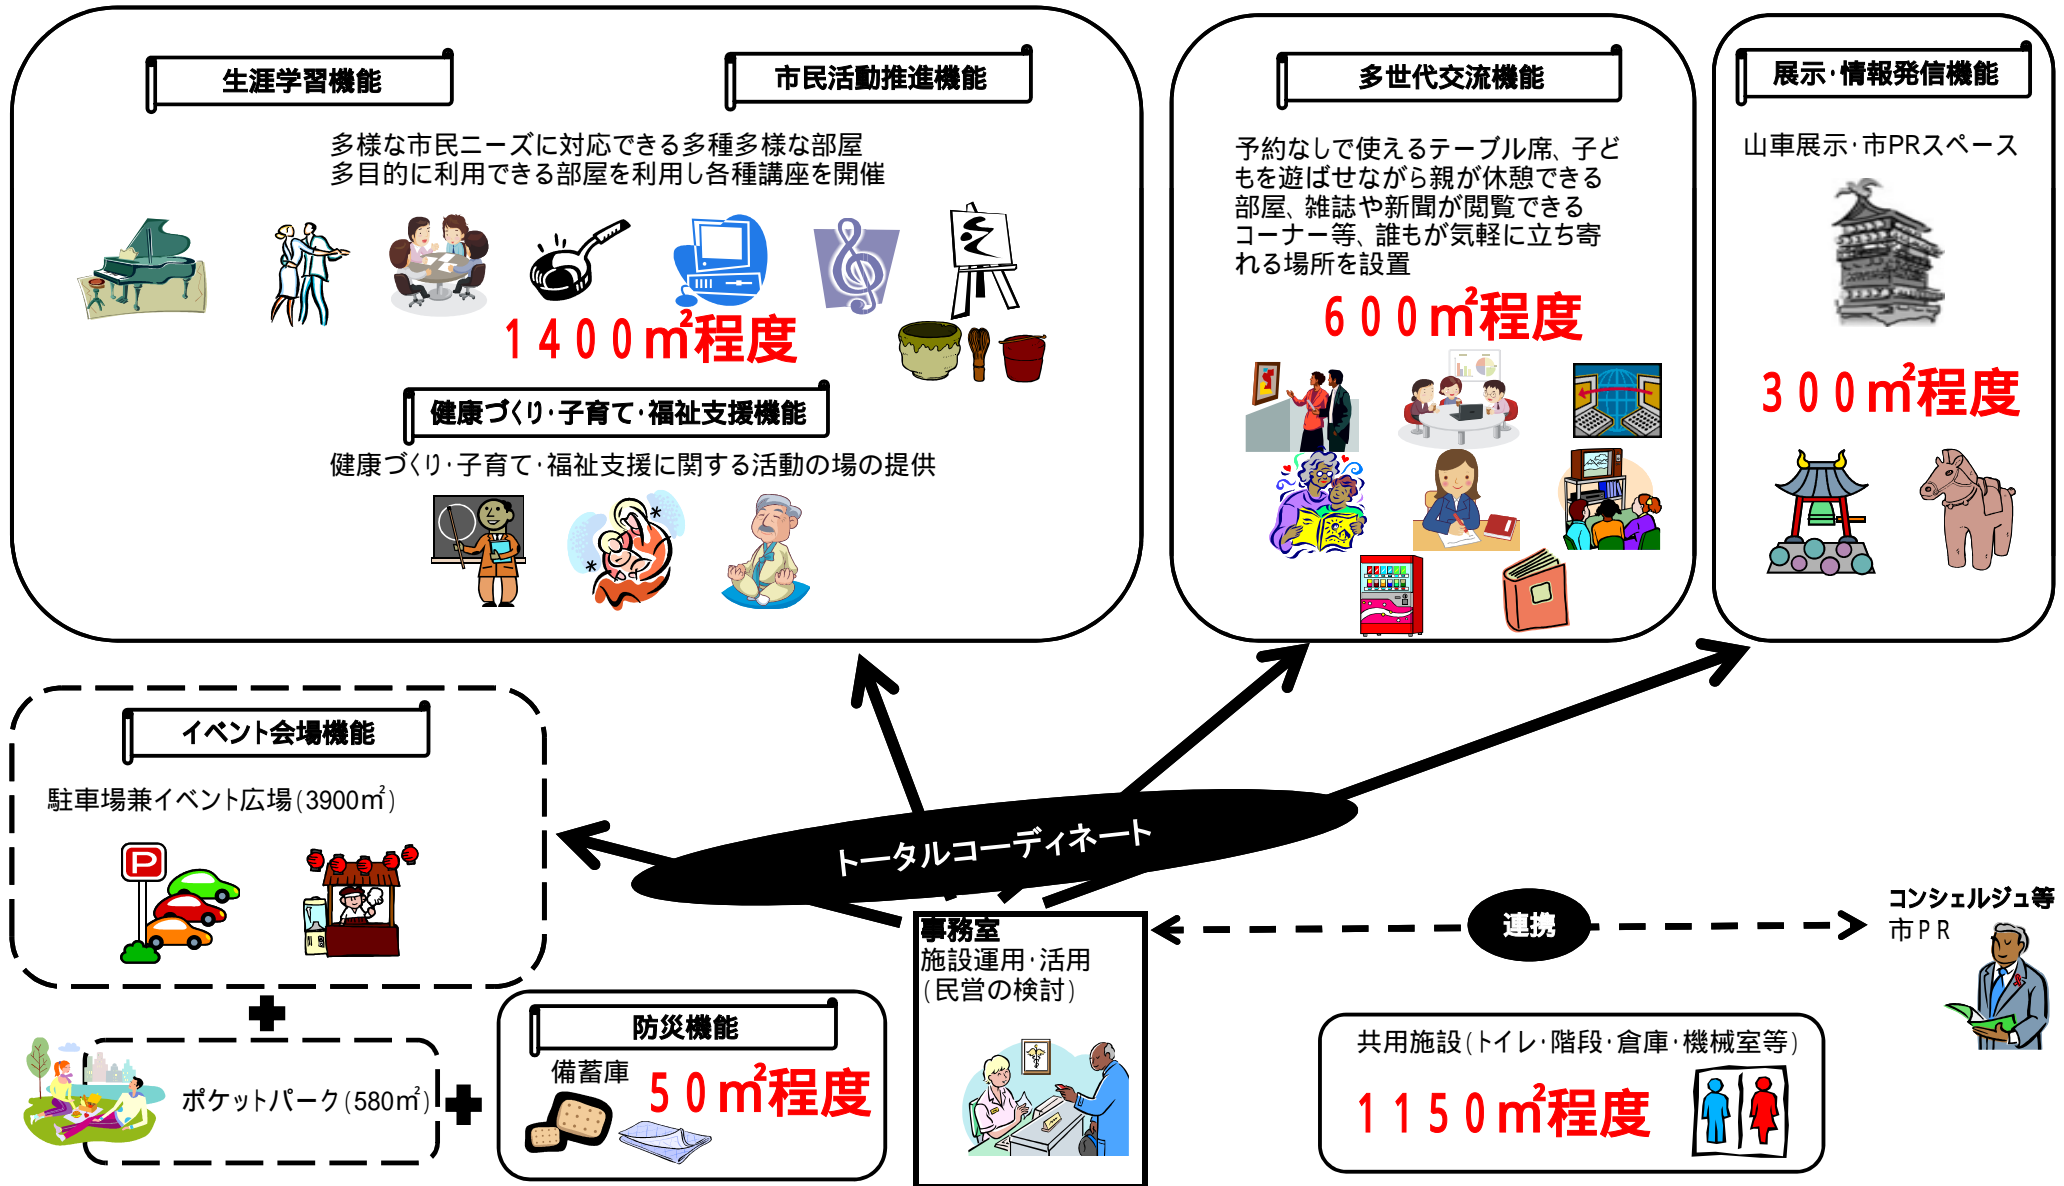 生涯学習機能
市民活動推進機能
多様な市民ニーズに対応できる多種多様な部屋
多目的に利用できる部屋を利用し各種講座を開催
1400㎡程度
健康づくり・子育て・福祉支援機能
健康づくり・子育て・福祉支援に関する活動の場の提供
多世代交流機能
予約なしで使えるテーブル席、子ど
もを遊ばせながら親が休憩できる
部屋、雑誌や新聞が閲覧できる
コーナー等、誰もが気軽に立ち寄
れる場所を設置
600㎡程度
展示・情報発信機能
山車展示・市PRスペース
300㎡程度
イベント会場機能
駐車場兼イベント広場(3900㎡)
P
トータルコーディネート
事務室
施設運用・活用
(民営の検討)
連携
コンシェルジュ等
市PR
ポケットパーク(580㎡)
防災機能
備蓄庫
50㎡程度
共用施設(トイレ・階段・倉庫・機械室等)
1150㎡程度